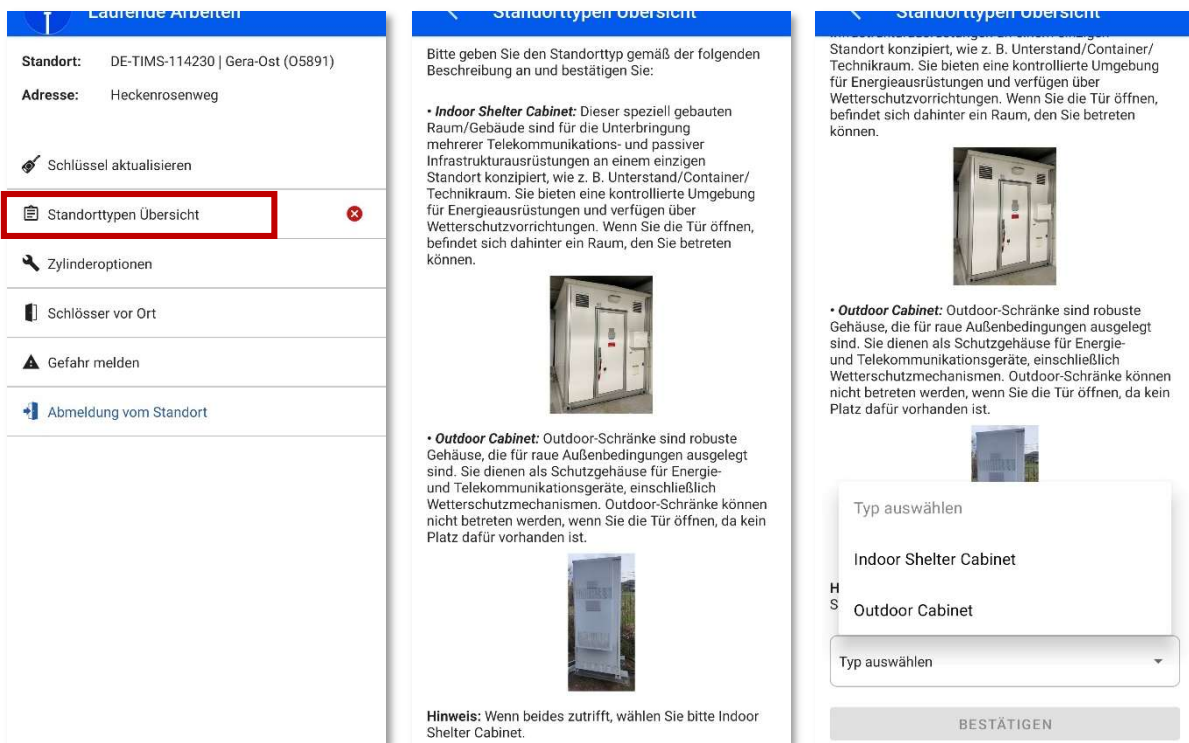 Laufende Arbeiten
Standort: DE-TIMS-114230 | Gera-Ost (O5891)
Adresse: Heckenrosenweg
Schlüssel aktualisieren
Standorttypen Übersicht
Zylinderoptionen
Schlösser vor Ort
Gefahr melden
Abmeldung vom Standort
Standorttypen Übersicht
Bitte geben Sie den Standorttyp gemäß der folgenden
Beschreibung an und bestätigen Sie:
• Indoor Shelter Cabinet: Dieser speziell gebauten
Raum/Gebäude sind für die Unterbringung
mehrerer Telekommunikations- und passiver
Infrastrukturausrüstungen an einem einzigen
Standort konzipiert, wie z. B. Unterstand/Container/
Technikraum. Sie bieten eine kontrollierte Umgebung
für Energieausrüstungen und verfügen über
Wetterschutzvorrichtungen. Wenn Sie die Tür öffnen,
befindet sich dahinter ein Raum, den Sie betreten
können.
• Outdoor Cabinet: Outdoor-Schränke sind robuste
Gehäuse, die für raue Außenbedingungen ausgelegt
sind. Sie dienen als Schutzgehäuse für Energie-
und Telekommunikationsgeräte, einschließlich
Wetterschutzmechanismen. Outdoor-Schränke können
nicht betreten werden, wenn Sie die Tür öffnen, da kein
Platz dafür vorhanden ist.
Hinweis: Wenn beides zutrifft, wählen Sie bitte Indoor
Shelter Cabinet.
Standorttypen Übersicht
Infrastrukturausrüstungen an einem einzigen
Standort konzipiert, wie z. B. Unterstand/Container/
Technikraum. Sie bieten eine kontrollierte Umgebung
für Energieausrüstungen und verfügen über
Wetterschutzvorrichtungen. Wenn Sie die Tür öffnen,
befindet sich dahinter ein Raum, den Sie betreten
können.
• Outdoor Cabinet: Outdoor-Schränke sind robuste
Gehäuse, die für raue Außenbedingungen ausgelegt
sind. Sie dienen als Schutzgehäuse für Energie-
und Telekommunikationsgeräte, einschließlich
Wetterschutzmechanismen. Outdoor-Schränke können
nicht betreten werden, wenn Sie die Tür öffnen, da kein
Platz dafür vorhanden ist.
Typ auswählen
Indoor Shelter Cabinet
H
S
Outdoor Cabinet
Typ auswählen
BESTÄTIGEN